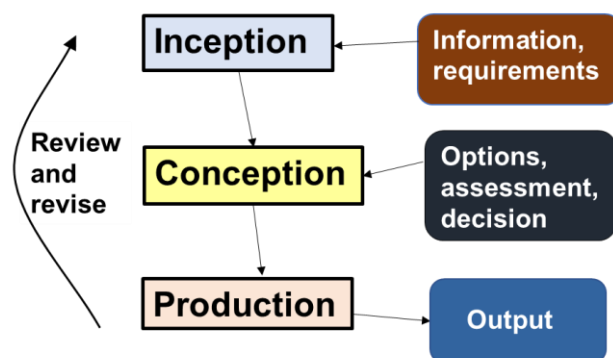 Inception
Information,
requirements
Review
and
revise
Conception
Options,
assessment,
decision
Production
Output